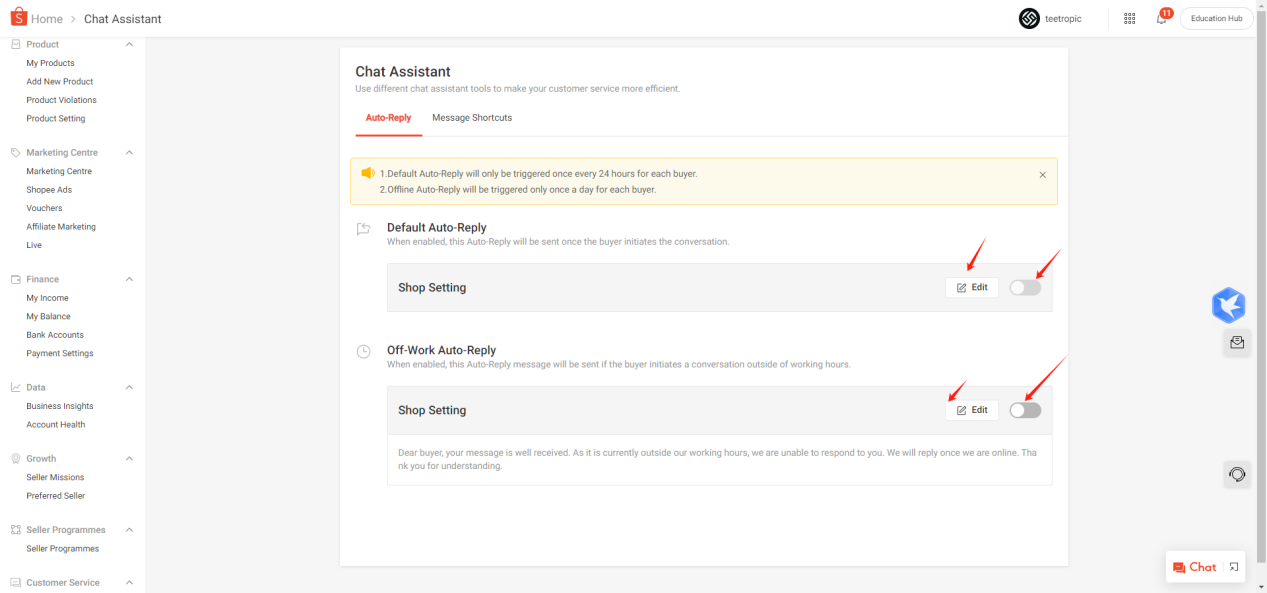 Home > Chat Assistant
teetropic
11
Education Hub
Product
My Products
Add New Product
Product Violations
Product Setting
Marketing Centre
Marketing Centre
Shopee Ads
Vouchers
Affiliate Marketing
Live
Finance
My Income
My Balance
Bank Accounts
Payment Settings
Data
Business Insights
Account Health
Growth
Seller Missions
Preferred Seller
Seller Programmes
Seller Programmes
Customer Service
Chat Assistant
Use different chat assistant tools to make your customer service more efficient.
Auto-Reply Message Shortcuts
1.Default Auto-Reply will only be triggered once every 24 hours for each buyer.
2.Offline Auto-Reply will be triggered only once a day for each buyer.
Default Auto-Reply
When enabled, this Auto-Reply will be sent once the buyer initiates the conversation.
Shop Setting Edit
Off-Work Auto-Reply
When enabled, this Auto-Reply message will be sent if the buyer initiates a conversation outside of working hours.
Shop Setting Edit
Dear buyer, your message is well received. As it is currently outside our working hours, we are unable to respond to you. We will reply once we are online. Tha
nk you for understanding.
Chat